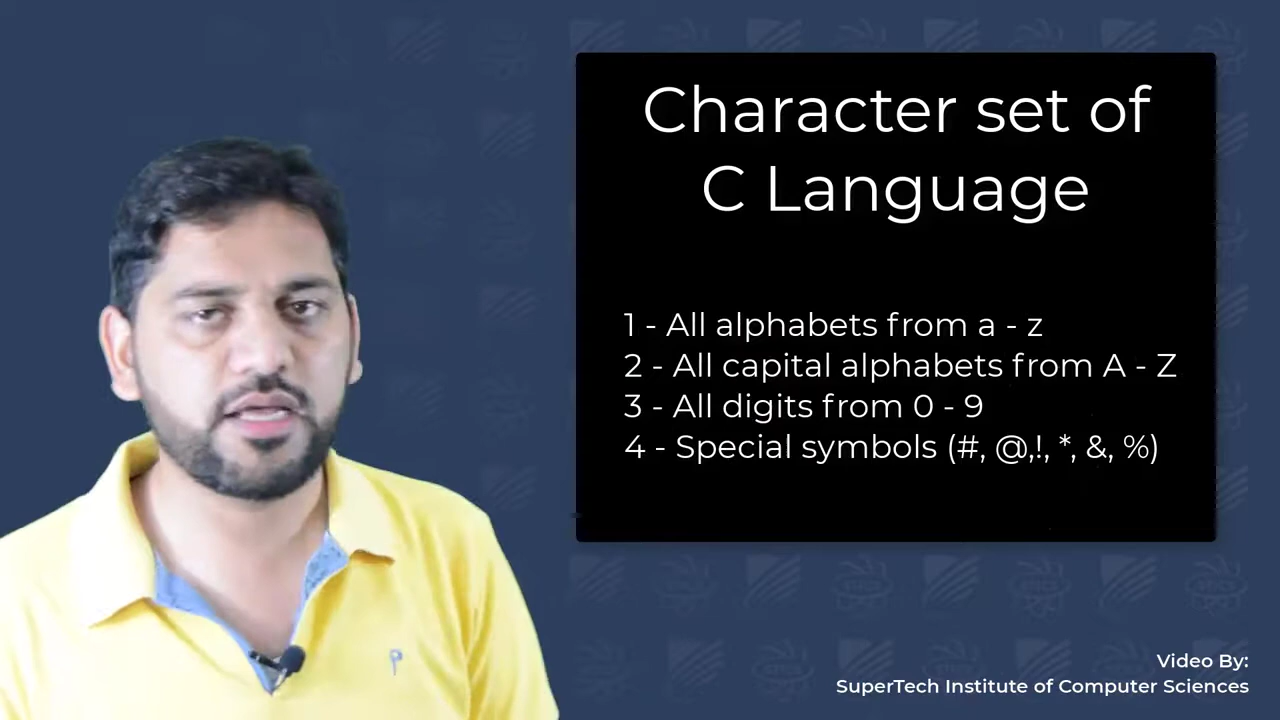 Character set of
C Language
1 - All alphabets from a - z
2 - All capital alphabets from A - Z
3 - All digits from 0 - 9
4 - Special symbols (#, @,!, *, &, %)
Video By:
SuperTech Institute of Computer Sciences